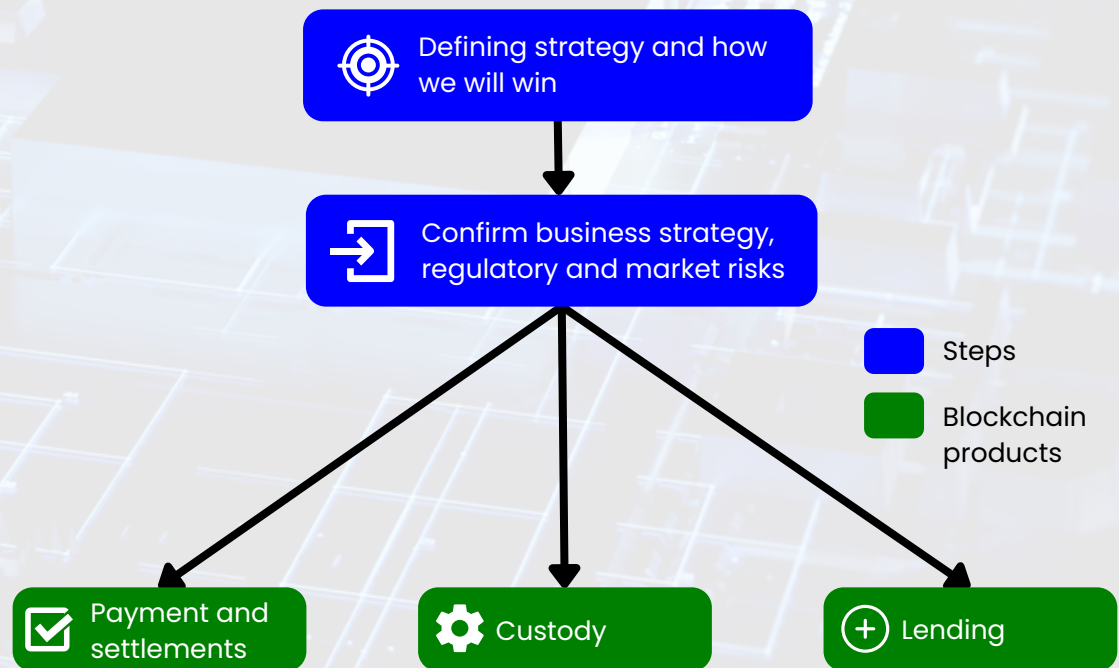 Defining strategy and how
we will win
Confirm business strategy,
regulatory and market risks
Steps
Blockchain
products
Payment and
settlements
Custody
Lending